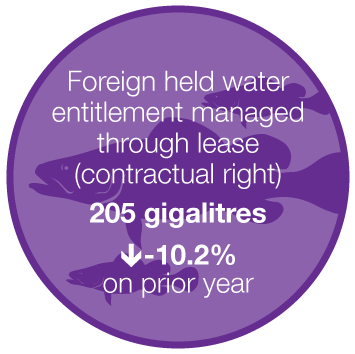 Foreign held water
entitlement managed
through lease
(contractual right)
205 gigalitres
↓-10.2%
on prior year